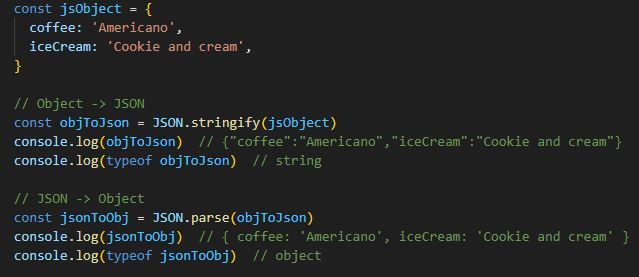 const jsObject = {
  coffee: 'Americano',
  iceCream: 'Cookie and cream',
}

// Object -> JSON
const objToJson = JSON.stringify(jsObject)
console.log(objToJson)  // {"coffee":"Americano","iceCream":"Cookie and cream"}
console.log(typeof objToJson)  // string

// JSON -> Object
const jsonToObj = JSON.parse(objToJson)
console.log(jsonToObj)  // { coffee: 'Americano', iceCream: 'Cookie and cream' }
console.log(typeof jsonToObj)  // object